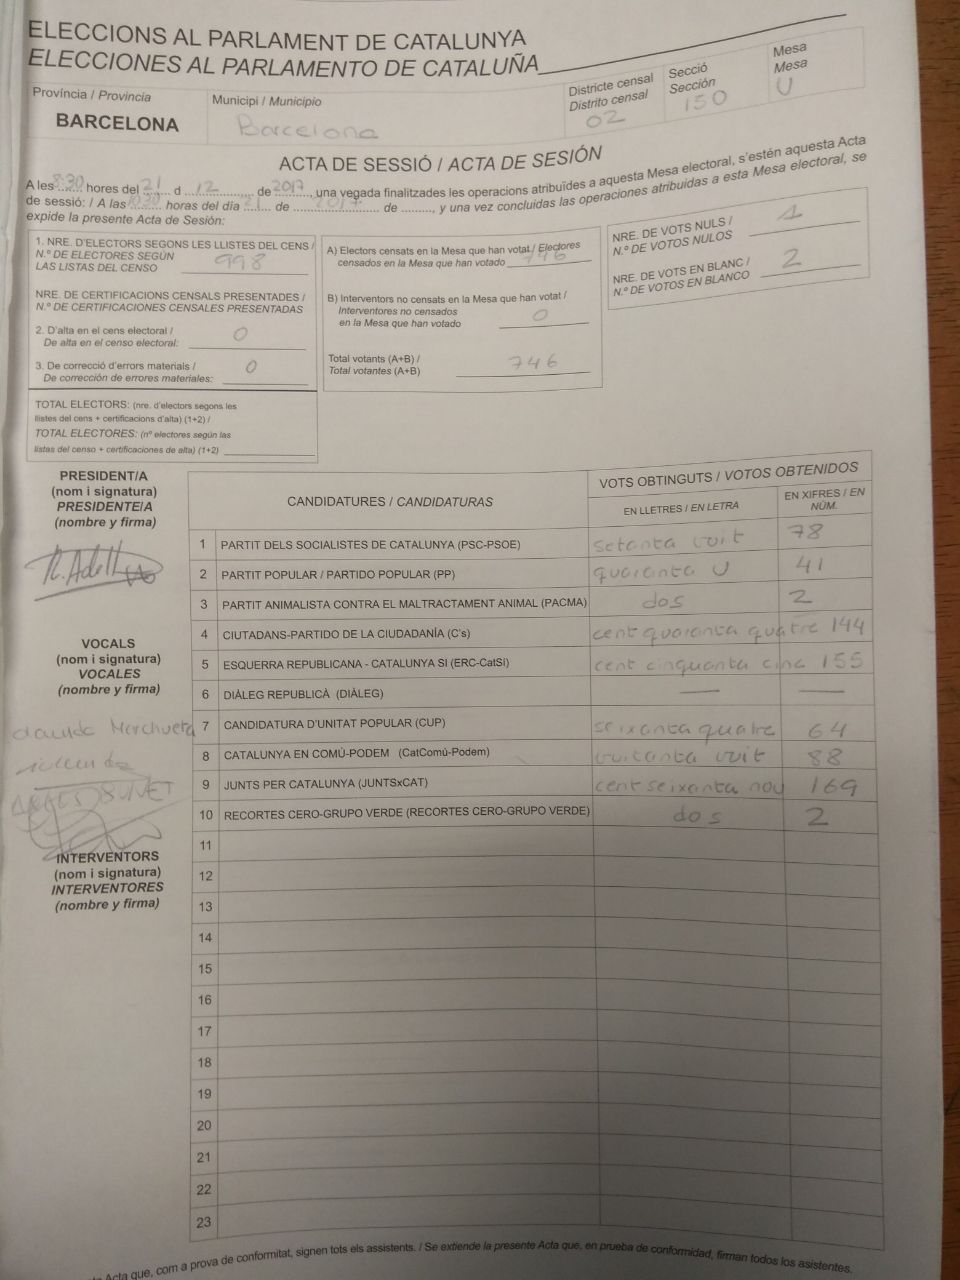 ELECCIONS AL PARLAMENT DE CATALUNYA
ELECCIONES AL PARLAMENTO DE CATALUÑA
Província / Provincia
BARCELONA
Municipi / Municipio
Barcelona
Districte censal
Distrito censal
02
Secció
Sección
150
Mesa
Mesa
U
ACTA DE SESSIÓ / ACTA DE SESIÓN
A les 8:30 hores del 21 d 12 de 2017, una vegada finalitzades les operacions atribuïdes a aquesta Mesa electoral, s'estén aquesta Acta
de sessió: / A las horas del día 21 de 2017 de, y una vez concluidas las operaciones atribuidas a esta Mesa electoral, se
expide la presente Acta de Sesión:
1. NRE. D'ELECTORS SEGONS LES LLISTES DEL CENS /
N.º DE ELECTORES SEGÚN
LAS LISTAS DEL CENSO 998
NRE. DE CERTIFICACIONS CENSALS PRESENTADES /
N.º DE CERTIFICACIONES CENSALES PRESENTADAS
2. D'alta en el cens electoral /
De alta en el censo electoral: 0
3. De correcció d'errors materials /
De corrección de errores materiales: 0
TOTAL ELECTORS: (nre. d'electors segons les
llistes del cens + certificacions d'alta) (1+2) /
TOTAL ELECTORES: (nº electores según las
listas del censo + certificaciones de alta) (1+2)
A) Electors censats en la Mesa que han votat / Electores
censados en la Mesa que han votado 746
B) Interventors no censats en la Mesa que han votat /
Interventores no censados
en la Mesa que han votado 0
Total votants (A+B) /
Total votantes (A+B) 746
NRE. DE VOTS NULS /
N.º DE VOTOS NULOS 1
NRE. DE VOTS EN BLANC /
N.º DE VOTOS EN BLANCO 2
PRESIDENT/A
(nom i signatura)
PRESIDENTE/A
(nombre y firma)
VOCALS
(nom i signatura)
VOCALES
(nombre y firma)
INTERVENTORS
(nom i signatura)
INTERVENTORES
(nombre y firma)
CANDIDATURES / CANDIDATURAS
VOTS OBTINGUTS / VOTOS OBTENIDOS
EN LLETRES / EN LETRA
EN XIFRES / EN
NÚM.
1 PARTIT DELS SOCIALISTES DE CATALUNYA (PSC-PSOE) setanta vuit 78
2 PARTIT POPULAR / PARTIDO POPULAR (PP) quaranta U 41
3 PARTIT ANIMALISTA CONTRA EL MALTRACTAMENT ANIMAL (PACMA) dos 2
4 CIUTADANS-PARTIDO DE LA CIUDADANÍA (C's) cent quaranta quatre 144
5 ESQUERRA REPUBLICANA - CATALUNYA SI (ERC-CatSí) cent cinquanta cinc 155
6 DIÀLEG REPUBLICÀ (DIÀLEG) — —
7 CANDIDATURA D'UNITAT POPULAR (CUP) seixanta quatre 64
8 CATALUNYA EN COMÚ-PODEM (CatComú-Podem) vuitanta vuit 88
9 JUNTS PER CATALUNYA (JUNTSxCAT) cent seixanta nou 169
10 RECORTES CERO-GRUPO VERDE (RECORTES CERO-GRUPO VERDE) dos 2
11
12
13
14
15
16
17
18
19
20
21
22
23
Acta que, com a prova de conformitat, signen tots els assistents. / Se extiende la presente Acta que, en prueba de conformidad, firman todos los asistentes.